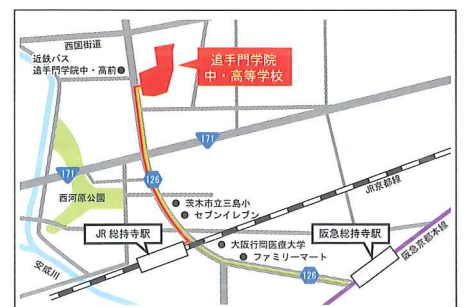 西国街道
近鉄バス
追手門学院中・高前
追手門学院
中・高等学校
171
171
126
西河原公園
茨木市立三島小
セブンイレブン
JR京都線
JR 総持寺駅
阪急総持寺駅
大阪行岡医療大学
ファミリーマート
阪急京都本線
安威川
126